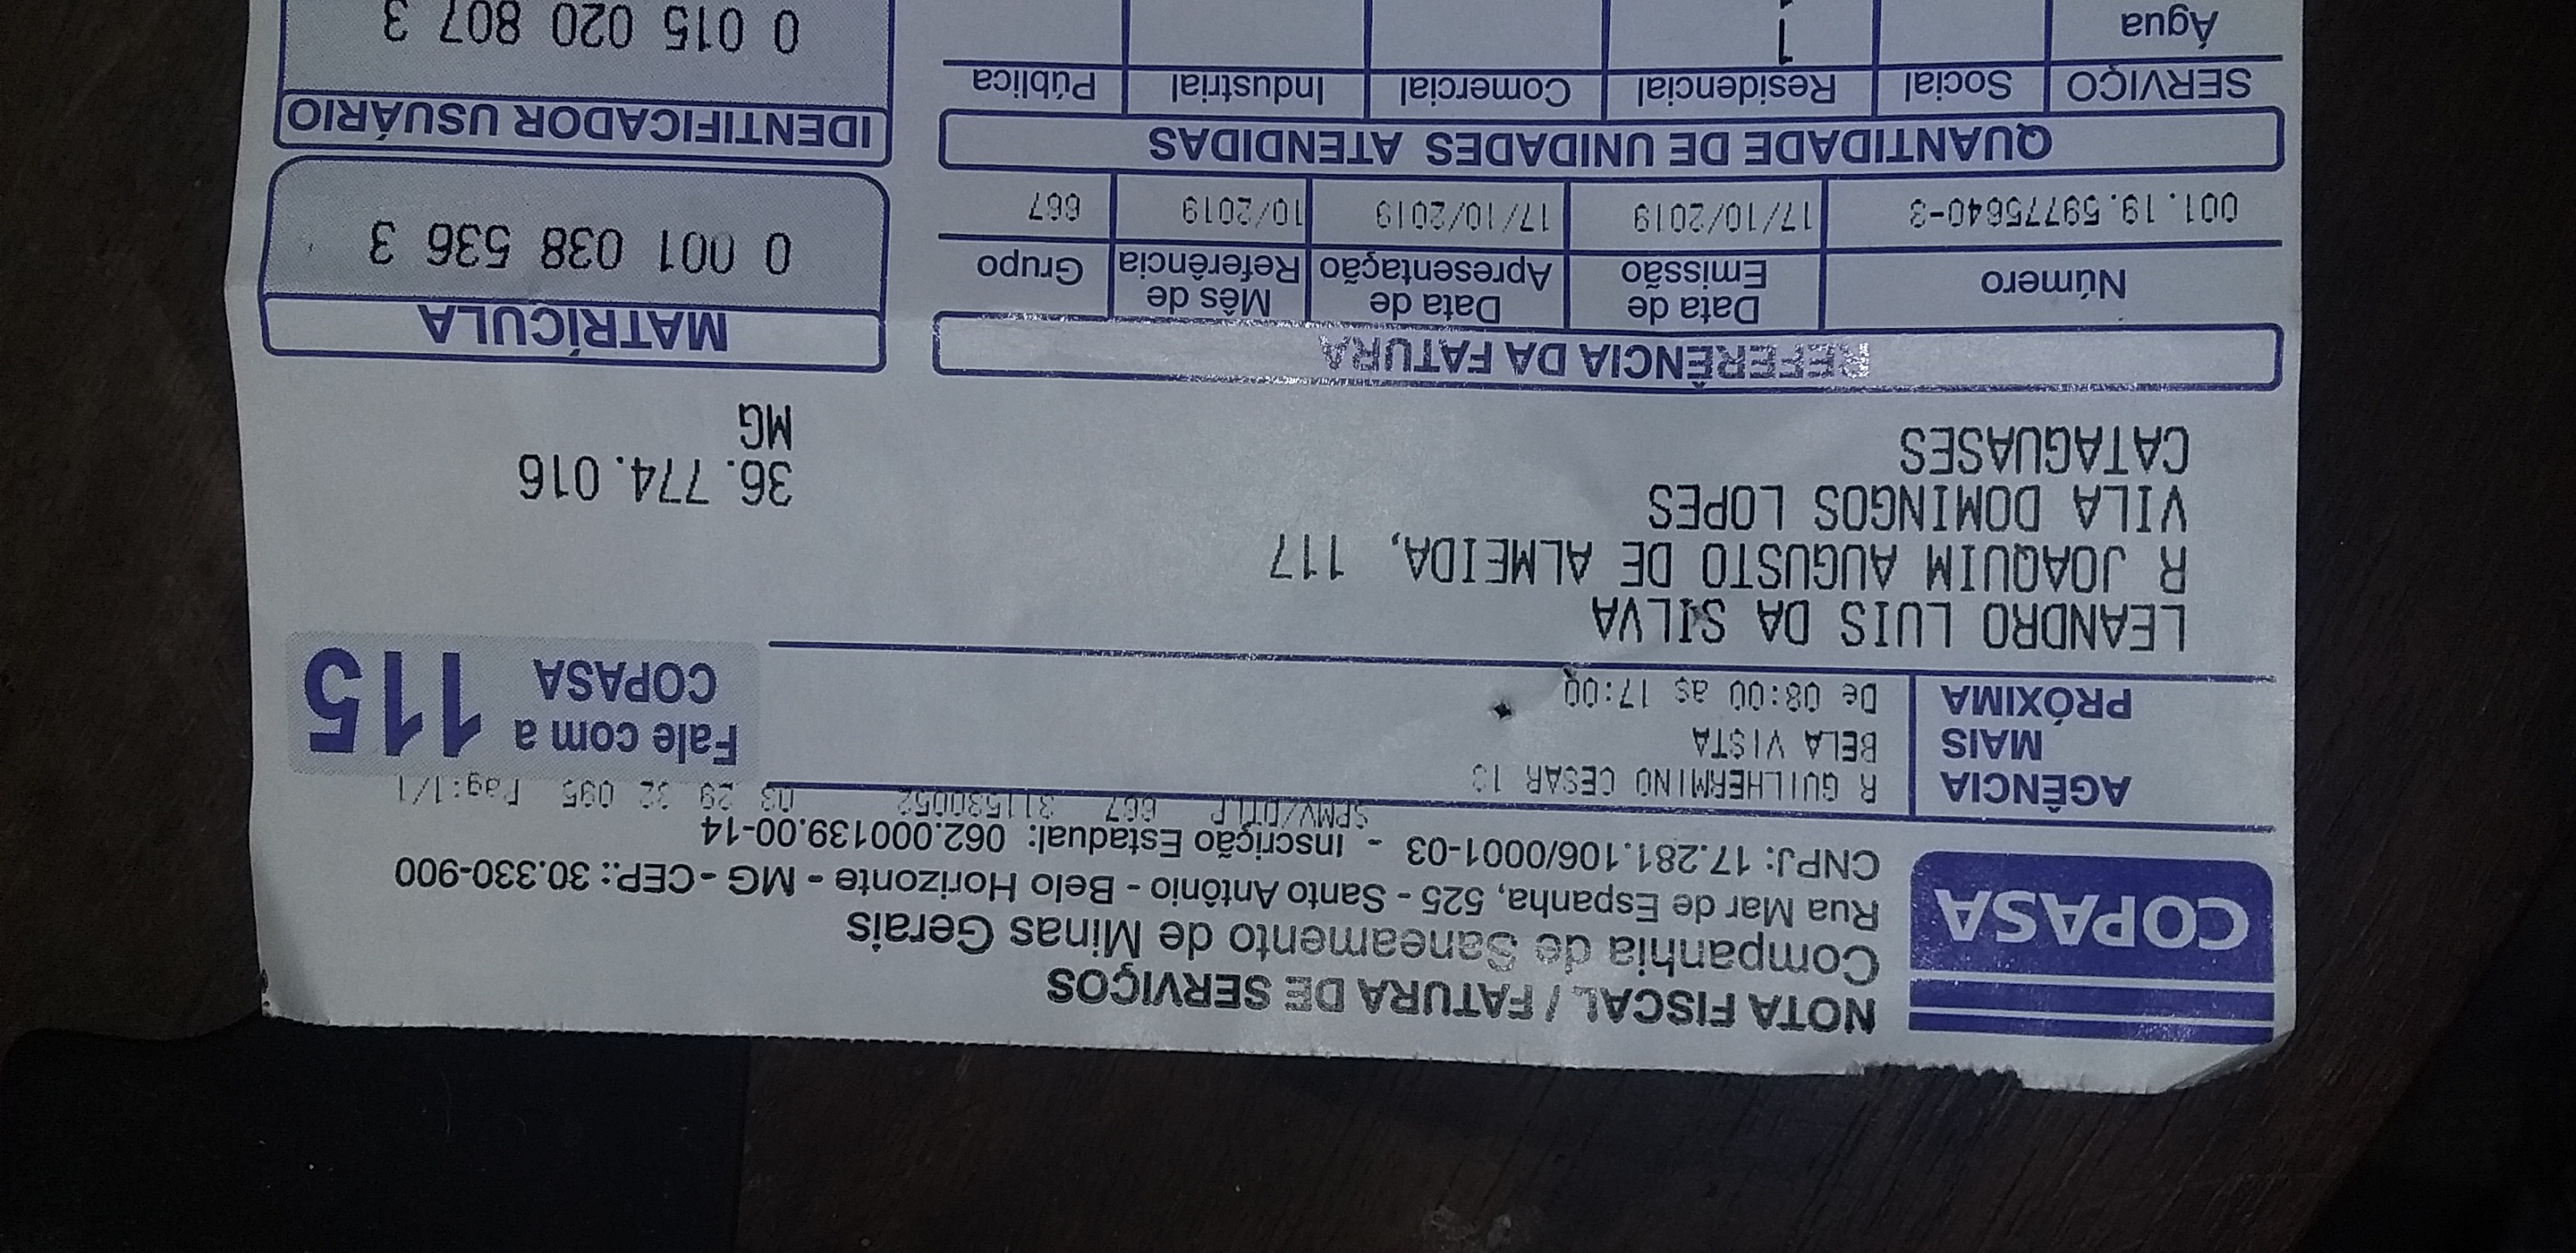 COPASA
NOTA FISCAL / FATURA DE SERVIÇOS
Companhia de Saneamento de Minas Gerais
Rua Mar de Espanha, 525 - Santo Antônio - Belo Horizonte - MG - CEP.: 30.330-900
CNPJ: 17.281.106/0001-03 - Inscrição Estadual: 062.000139.00-14
667 311530052 03 29 32 095 Pag:1/1
AGÊNCIA MAIS PRÓXIMA
R GUILHERMINO CESAR 13
BELA VISTA
De 08:00 as 17:00
Fale com a COPASA 115
LEANDRO LUIS DA SILVA
R JOAQUIM AUGUSTO DE ALMEIDA, 117
VILA DOMINGOS LOPES 36.774.016
CATAGUASES MG
REFERÊNCIA DA FATURA
Número Data de Emissão Data de Apresentação Mês de Referência Grupo
001.19.59775640-3 17/10/2019 17/10/2019 10/2019 667
MATRÍCULA
0 001 038 536 3
QUANTIDADE DE UNIDADES ATENDIDAS
SERVIÇO Social Residencial Comercial Industrial Pública
Água 1
IDENTIFICADOR USUÁRIO
0 015 020 807 3